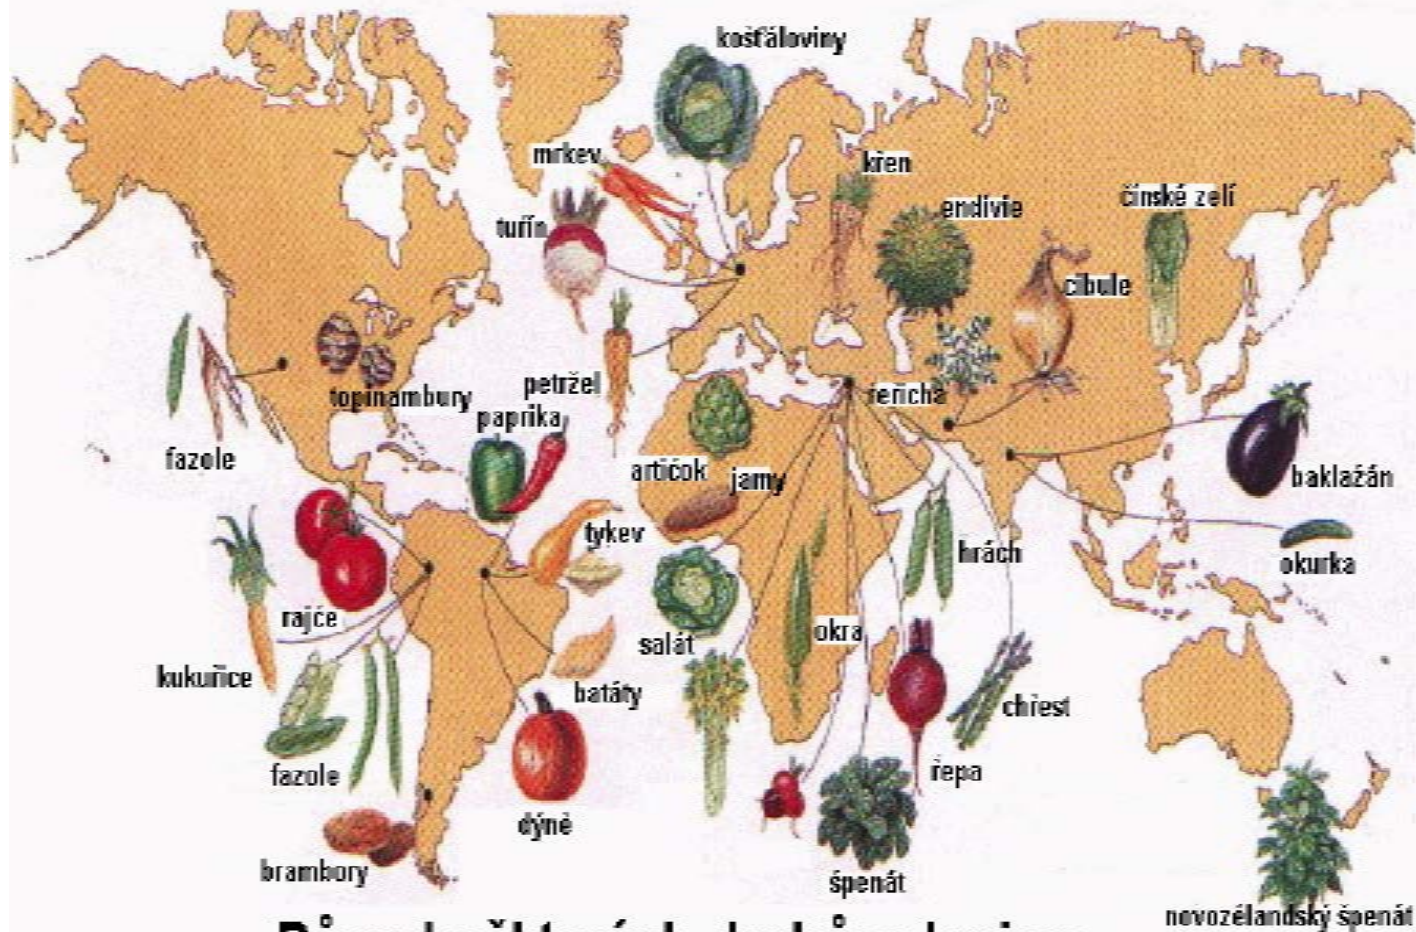 košťáloviny
mrkev
křen
čínské zelí
endivie
tuřín
cibule
petržel
řeřicha
topinambury
paprika
fazole
artičok
jamy
baklažán
tykev
hrách
okurka
rajče
salát
okra
kukuřice
batáty
chřest
fazole
řepa
dýně
brambory
špenát
novozélandský špenát